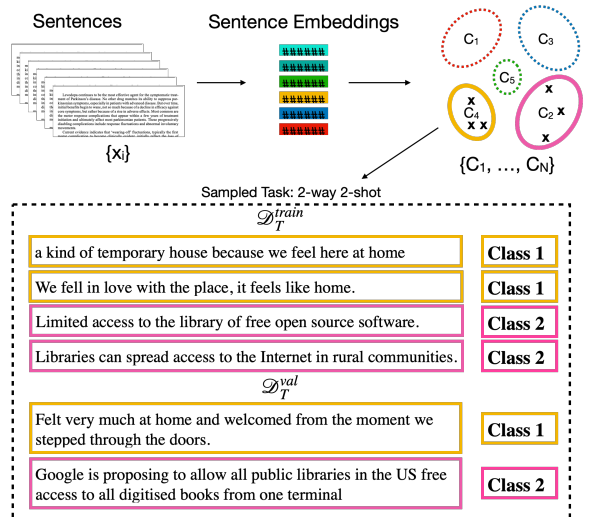 Sentences
Sentence Embeddings
######
######
######
######
######
######
C1
C3
C5
x
C4
x x
x
C2 x
x
{xi}
{C1, …, CN}
Sampled Task: 2-way 2-shot
𝒟T train
a kind of temporary house because we feel here at home
Class 1
We fell in love with the place, it feels like home.
Class 1
Limited access to the library of free open source software.
Class 2
Libraries can spread access to the Internet in rural communities.
Class 2
𝒟T val
Felt very much at home and welcomed from the moment we
stepped through the doors.
Class 1
Google is proposing to allow all public libraries in the US free
access to all digitised books from one terminal
Class 2